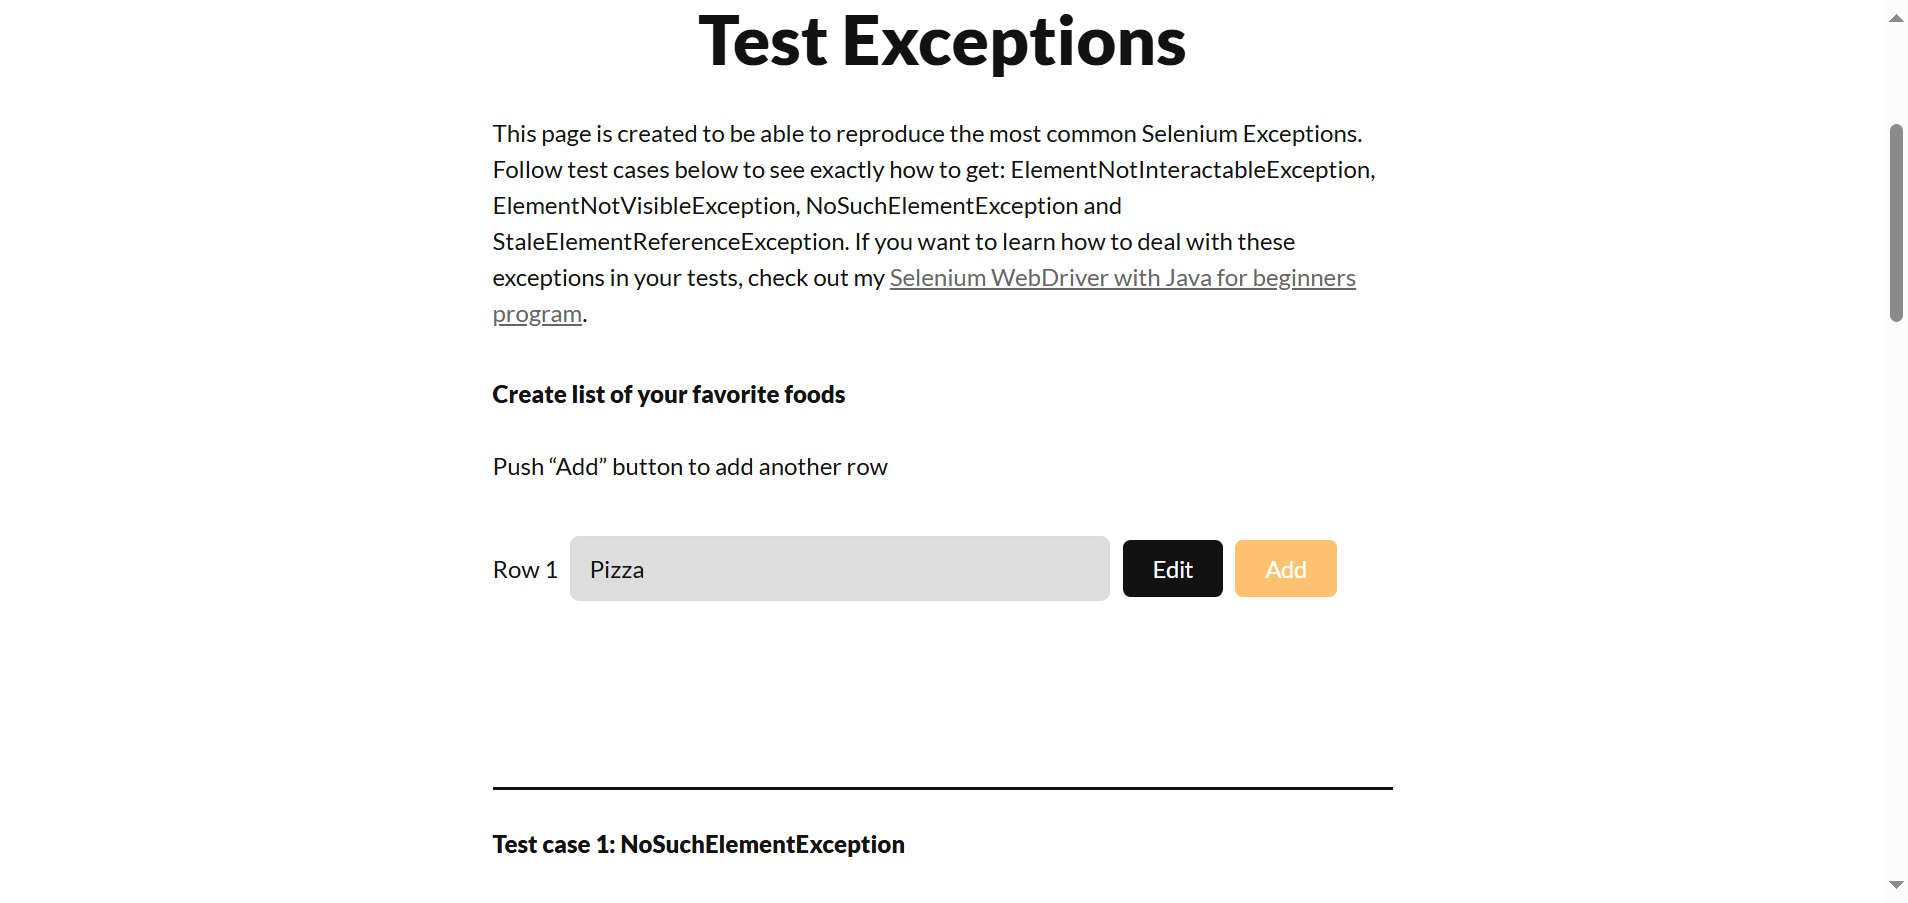 Test Exceptions
This page is created to be able to reproduce the most common Selenium Exceptions.
Follow test cases below to see exactly how to get: ElementNotInteractableException,
ElementNotVisibleException, NoSuchElementException and
StaleElementReferenceException. If you want to learn how to deal with these
exceptions in your tests, check out my Selenium WebDriver with Java for beginners
program.
Create list of your favorite foods
Push “Add” button to add another row
Row 1 Pizza Edit Add
Test case 1: NoSuchElementException